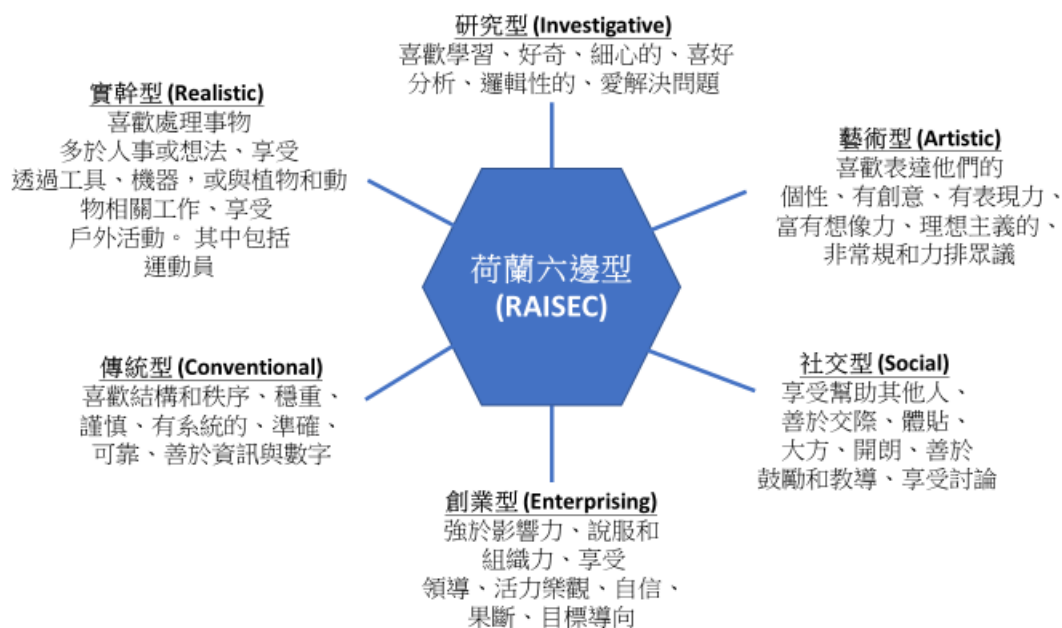 研究型 (Investigative)
喜歡學習、好奇、細心的、喜好
分析、邏輯性的、愛解決問題
實幹型 (Realistic)
喜歡處理事物
多於人事或想法、享受
透過工具、機器，或與植物和動
物相關工作、享受
戶外活動。 其中包括
運動員
藝術型 (Artistic)
喜歡表達他們的
個性、有創意、有表現力、
富有想像力、理想主義的、
非常規和力排眾議
荷蘭六邊型
(RAISEC)
傳統型 (Conventional)
喜歡結構和秩序、穩重、
謹慎、有系統的、準確、
可靠、善於資訊與數字
社交型 (Social)
享受幫助其他人、
善於交際、體貼、
大方、開朗、善於
鼓勵和教導、享受討論
創業型 (Enterprising)
強於影響力、說服和
組織力、享受
領導、活力樂觀、自信、
果斷、目標導向